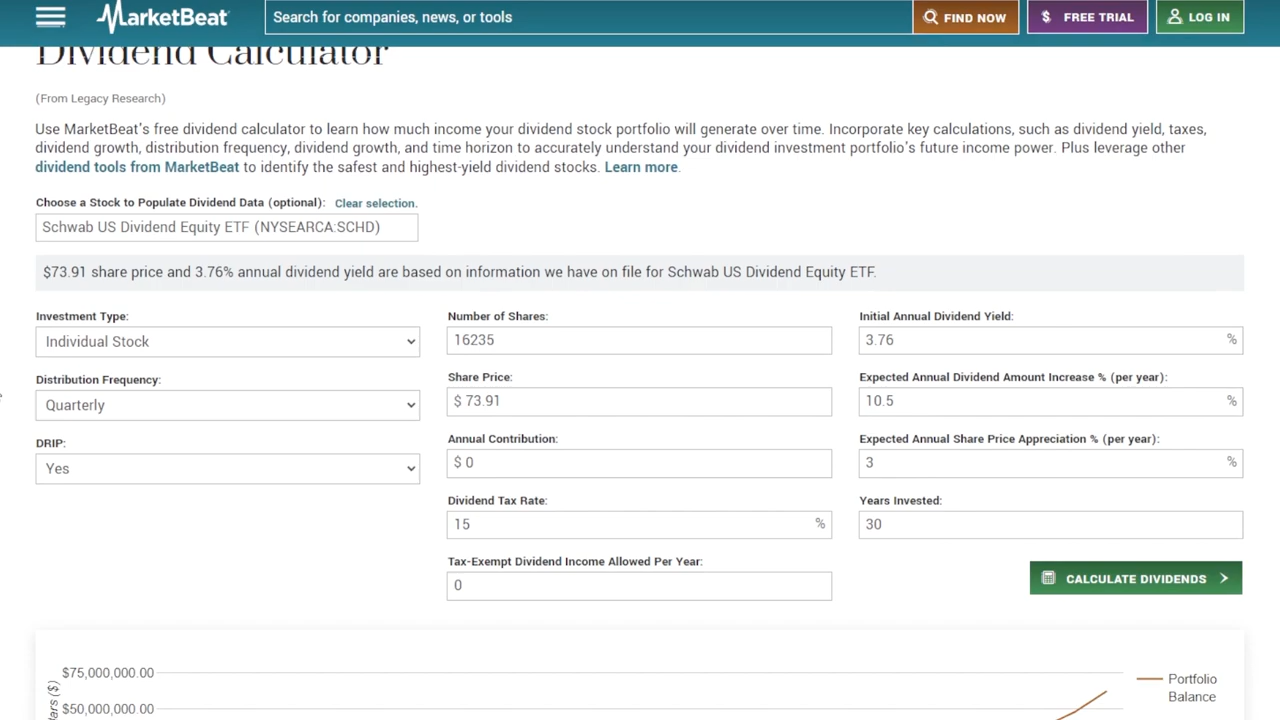 MarketBeat
Search for companies, news, or tools
FIND NOW
$ FREE TRIAL
LOG IN
Dividend Calculator
(From Legacy Research)
Use MarketBeat's free dividend calculator to learn how much income your dividend stock portfolio will generate over time. Incorporate key calculations, such as dividend yield, taxes,
dividend growth, distribution frequency, dividend growth, and time horizon to accurately understand your dividend investment portfolio's future income power. Plus leverage other
dividend tools from MarketBeat to identify the safest and highest-yield dividend stocks. Learn more.
Choose a Stock to Populate Dividend Data (optional): Clear selection.
Schwab US Dividend Equity ETF (NYSEARCA:SCHD)
$73.91 share price and 3.76% annual dividend yield are based on information we have on file for Schwab US Dividend Equity ETF.
Investment Type:
Individual Stock
Distribution Frequency:
Quarterly
DRIP:
Yes
Number of Shares:
16235
Share Price:
$ 73.91
Annual Contribution:
$ 0
Dividend Tax Rate:
15 %
Tax-Exempt Dividend Income Allowed Per Year:
0
Initial Annual Dividend Yield:
3.76 %
Expected Annual Dividend Amount Increase % (per year):
10.5 %
Expected Annual Share Price Appreciation % (per year):
3 %
Years Invested:
30
CALCULATE DIVIDENDS
$75,000,000.00
$50,000,000.00
Portfolio
Balance